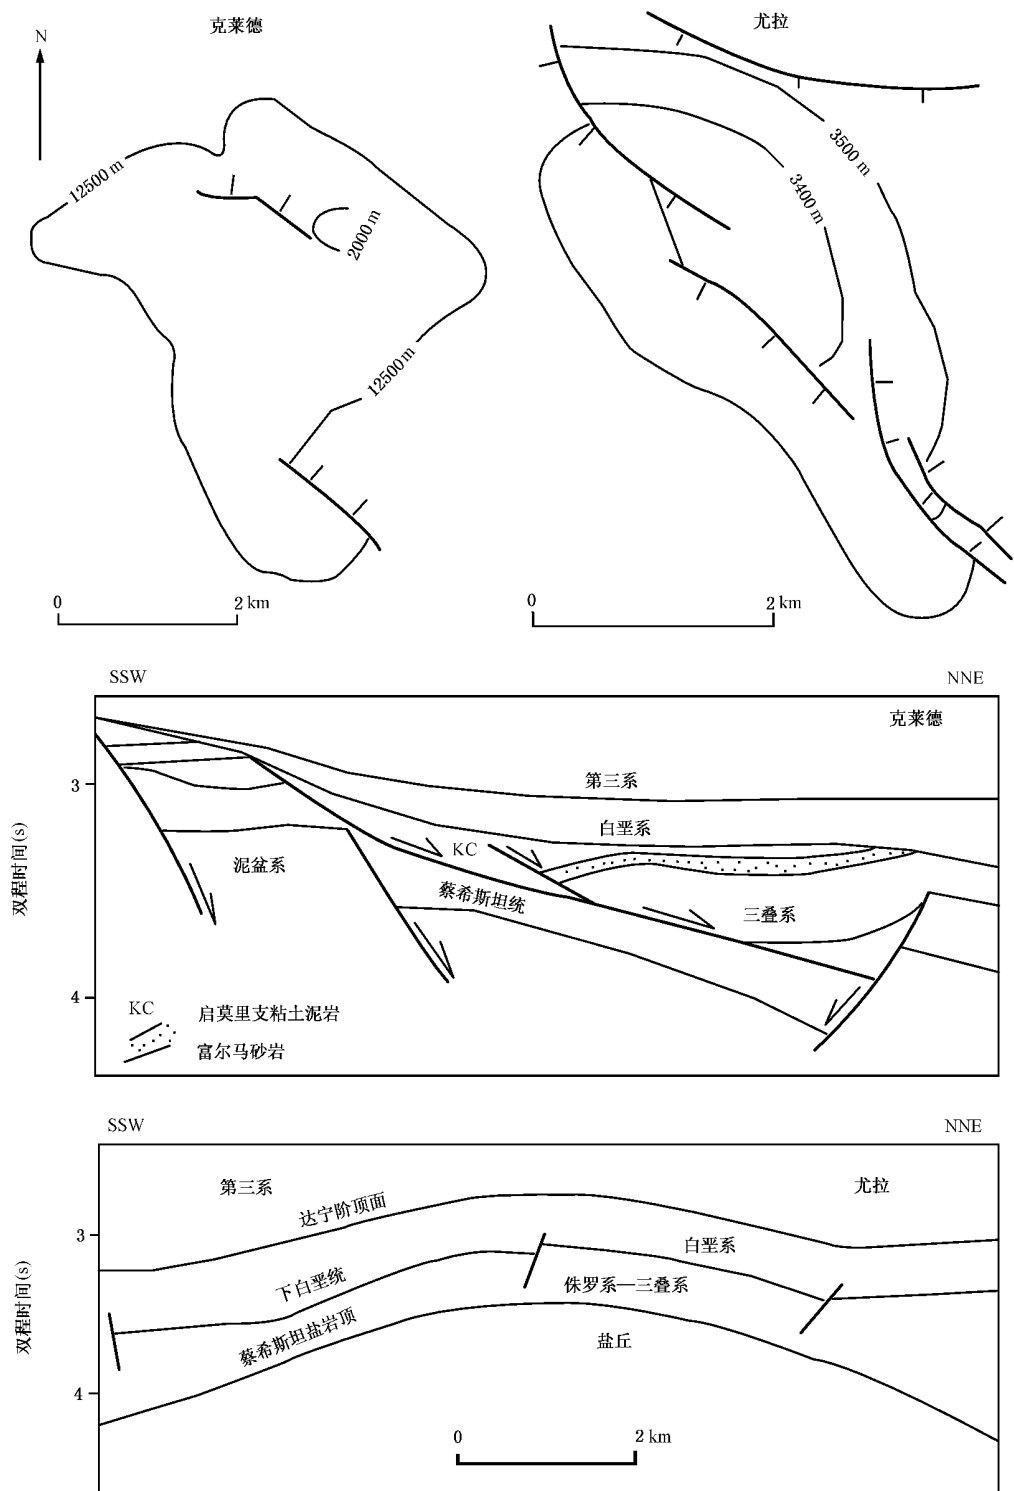 克莱德
尤拉
N
12500 m
2000 m
12500 m
3500 m
3400 m
0
2 km
0
2 km
SSW
NNE
克莱德
第三系
3
白垩系
KC
泥盆系
蔡希斯坦统
三叠系
双程时间(s)
4
KC
启莫里支粘土泥岩
富尔马砂岩
SSW
NNE
第三系
尤拉
达宁阶顶面
3
白垩系
下白垩统
侏罗系—三叠系
双程时间(s)
蔡希斯坦盐岩顶
盐丘
4
0
2 km